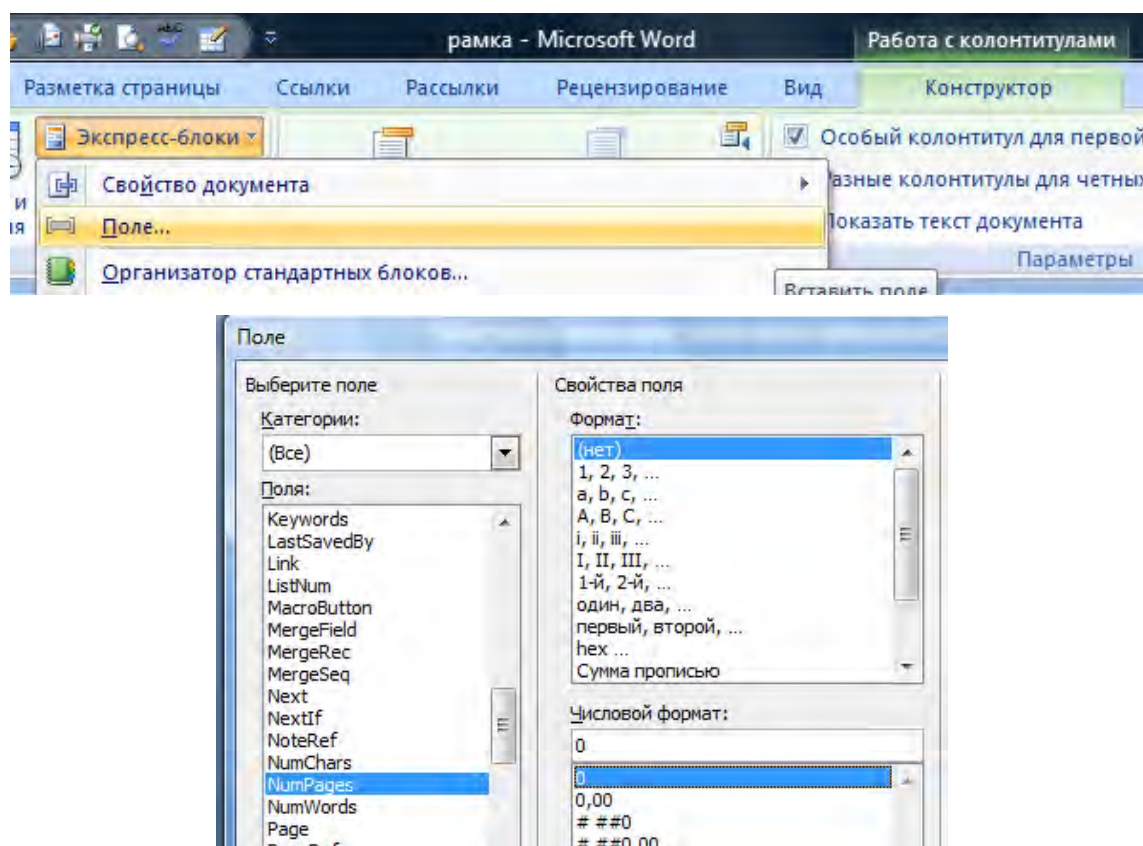 рамка - Microsoft Word
Работа с колонтитулами
Разметка страницы Ссылки Рассылки Рецензирование Вид Конструктор
Экспресс-блоки
Особый колонтитул для первой
Свойство документа
азные колонтитулы для четных
и
ия
Поле...
Показать текст документа
Организатор стандартных блоков...
Параметры
Вставить поле
Поле
Выберите поле
Категории:
(Все)
Поля:
Keywords
LastSavedBy
Link
ListNum
MacroButton
MergeField
MergeRec
MergeSeq
Next
NextIf
NoteRef
NumChars
NumPages
NumWords
Page
Свойства поля
Формат:
(нет)
1, 2, 3, ...
a, b, c, ...
A, B, C, ...
i, ii, iii, ...
I, II, III, ...
1-й, 2-й, ...
один, два, ...
первый, второй, ...
hex ...
Сумма прописью
Числовой формат:
0
0
0,00
# ##0
# ##0,00